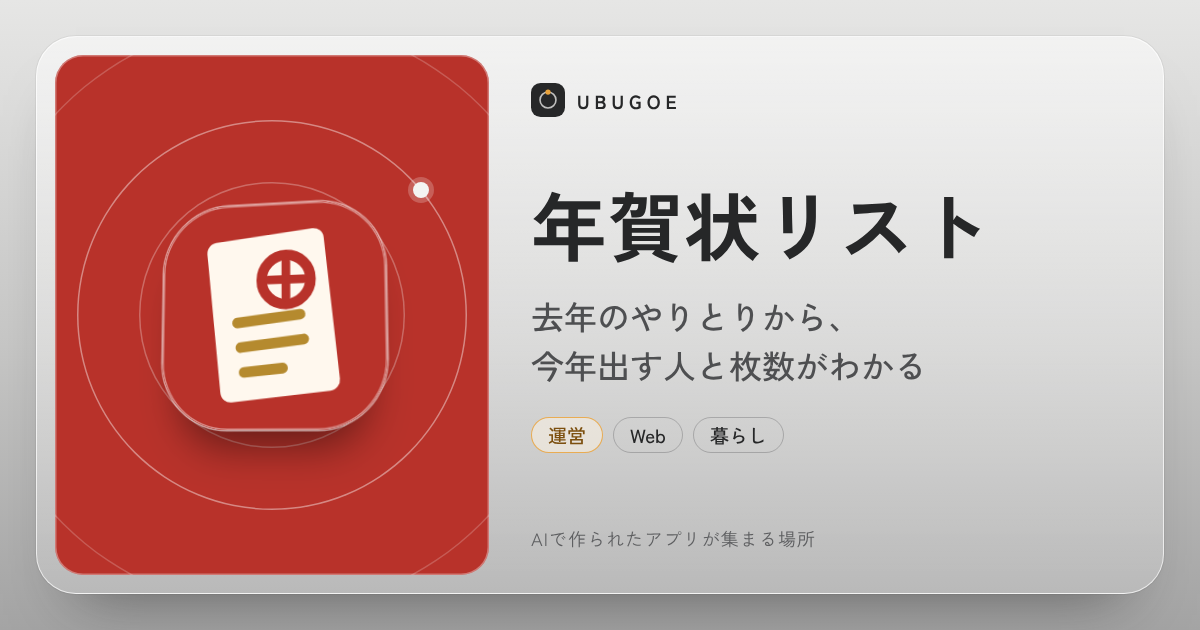 UBUGOE
年賀状リスト
去年のやりとりから、
今年出す人と枚数がわかる
運営 Web 暮らし
AIで作られたアプリが集まる場所